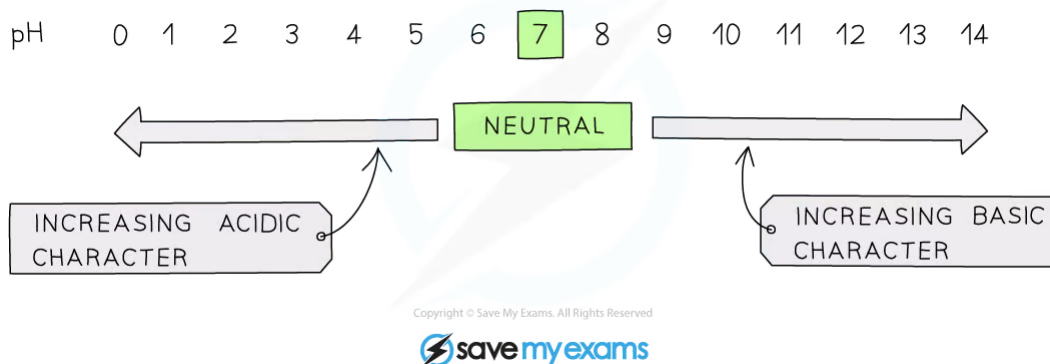 pH 0 1 2 3 4 5 6 7 8 9 10 11 12 13 14
NEUTRAL
INCREASING ACIDIC
CHARACTER
INCREASING BASIC
CHARACTER
Copyright © Save My Exams. All Rights Reserved
save my exams